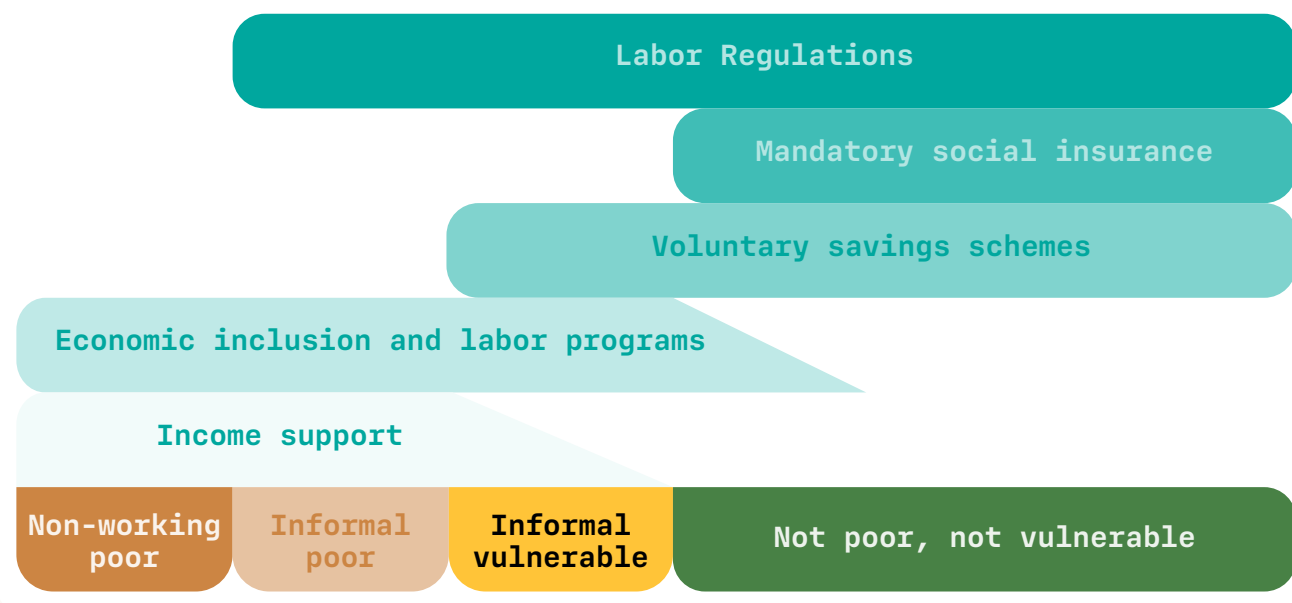 Labor Regulations
Mandatory social insurance
Voluntary savings schemes
Economic inclusion and labor programs
Income support
Non-working
poor
Informal
poor
Informal
vulnerable
Not poor, not vulnerable